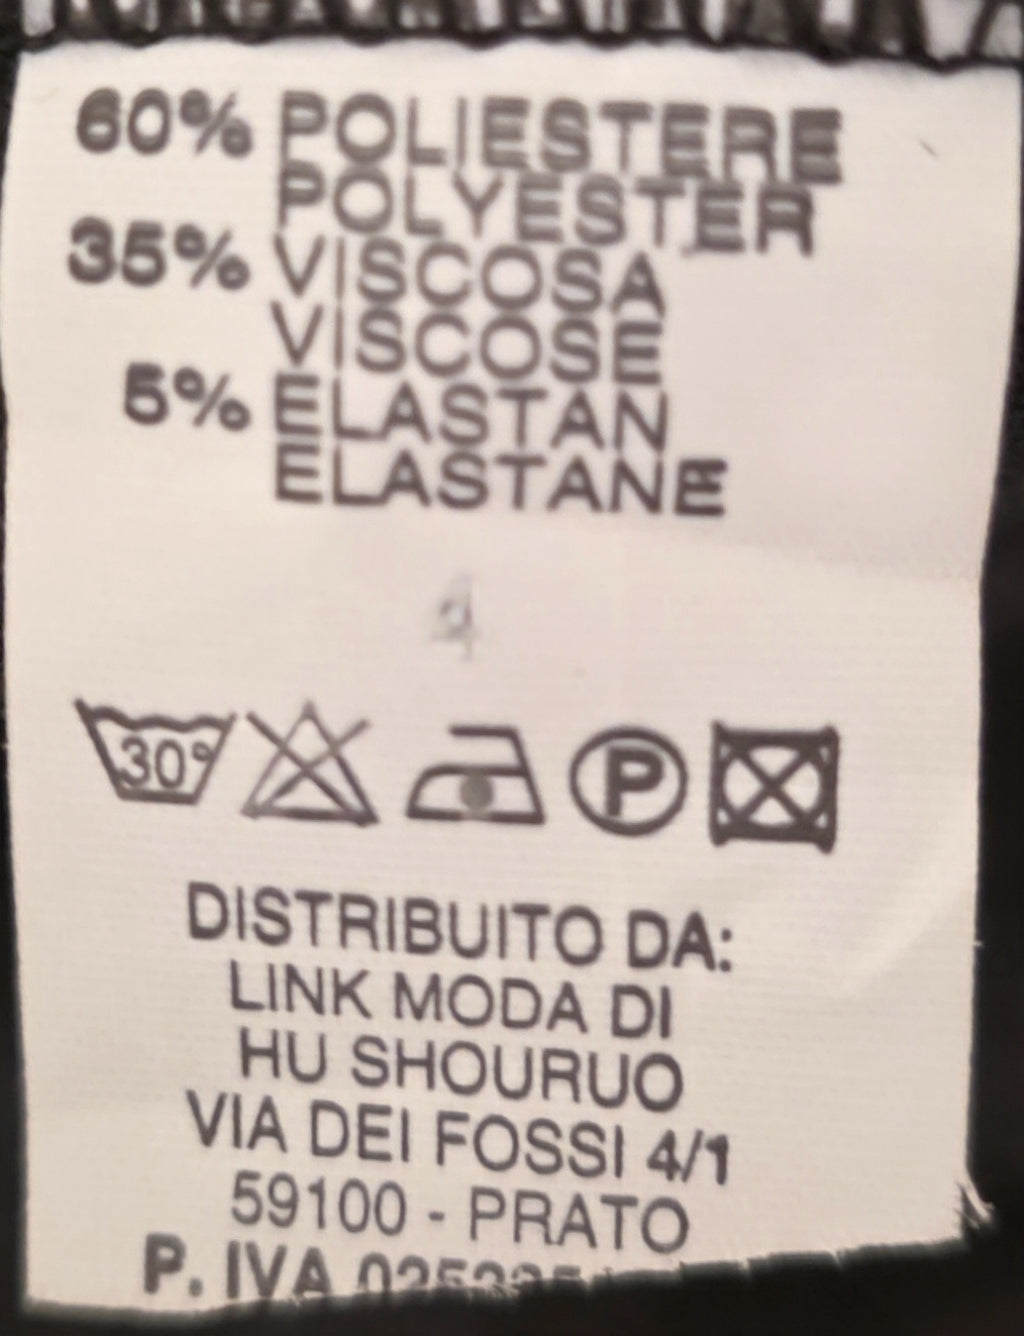 60% POLIESTERE
POLYESTER
35% VISCOSA
VISCOSE
5% ELASTAN
ELASTANE
30°
P
DISTRIBUITO DA:
LINK MODA DI
HU SHOURUO
VIA DEI FOSSI 4/1
59100 - PRATO
P. IVA